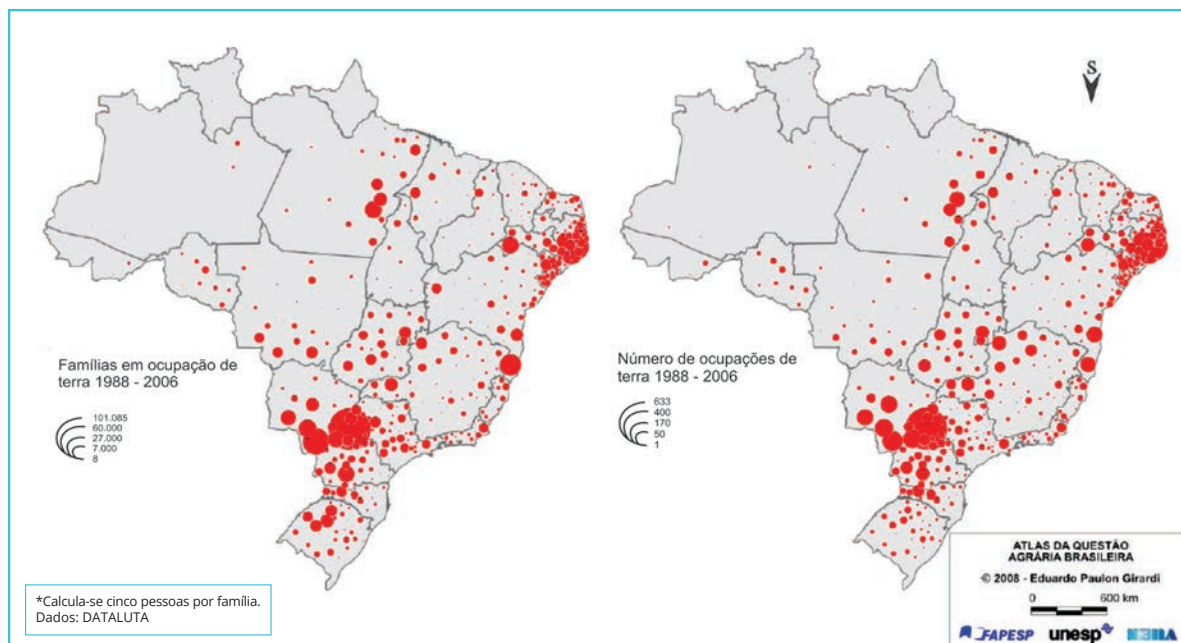 S
Famílias em ocupação de
terra 1988 - 2006
101.085
60.000
27.000
7.000
8
Número de ocupações de
terra 1988 - 2006
633
400
170
50
1
*Calcula-se cinco pessoas por família.
Dados: DATALUTA
ATLAS DA QUESTÃO
AGRÁRIA BRASILEIRA
© 2008 - Eduardo Paulon Girardi
0 600 km
FAPESP unesp